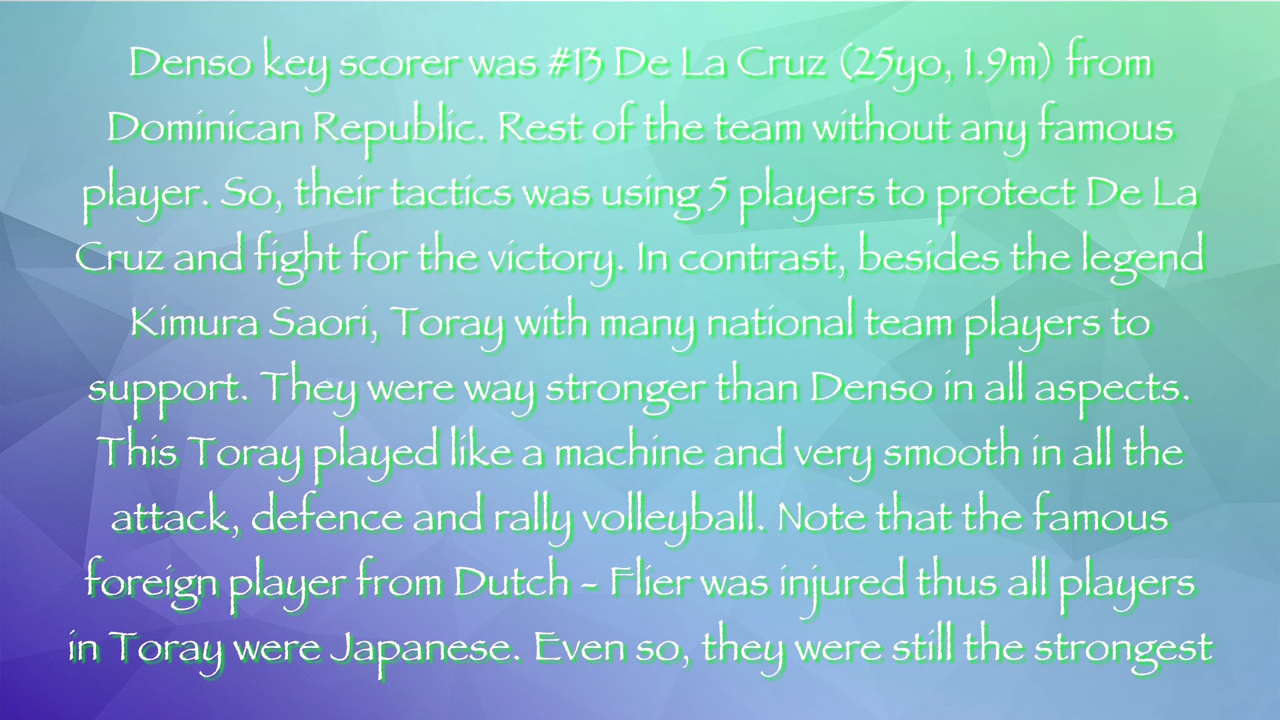 Denso key scorer was #13 De La Cruz (25yo, 1.9m) from
Dominican Republic. Rest of the team without any famous
player. So, their tactics was using 5 players to protect De La
Cruz and fight for the victory. In contrast, besides the legend
Kimura Saori, Toray with many national team players to
support. They were way stronger than Denso in all aspects.
This Toray played like a machine and very smooth in all the
attack, defence and rally volleyball. Note that the famous
foreign player from Dutch - Flier was injured thus all players
in Toray were Japanese. Even so, they were still the strongest